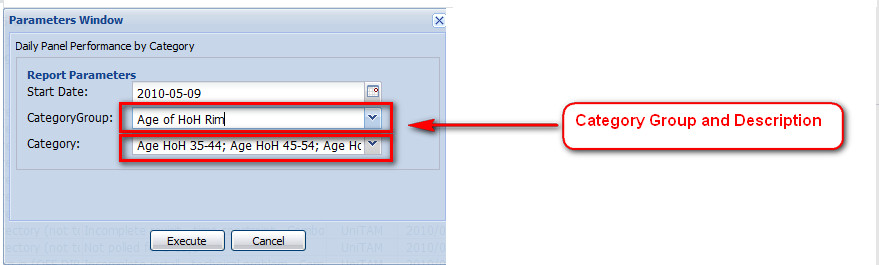 Parameters Window
Daily Panel Performance by Category
Report Parameters
Start Date: 2010-05-09
CategoryGroup: Age of HoH Rim
Category: Age HoH 35-44; Age HoH 45-54; Age Ho
Category Group and Description
Execute Cancel